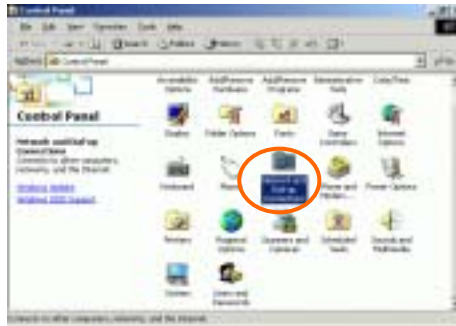 Control Panel
File Edit View Favorites Tools Help
Search Folders History
Address Control Panel
Control Panel
Network and Dial-up
Connections
Connects to other computers,
networks, and the Internet
Windows Update
Windows 2000 Support
Accessibility Options
Add/Remove Hardware
Add/Remove Programs
Administrative Tools
Date/Time
Display
Folder Options
Fonts
Game Controllers
Internet Options
Keyboard
Mouse
Network and Dial-up Connections
Phone and Modem ...
Power Options
Printers
Regional Options
Scanners and Cameras
Scheduled Tasks
Sounds and Multimedia
System
Users and Passwords
Connects to other computers, networks, and the Internet